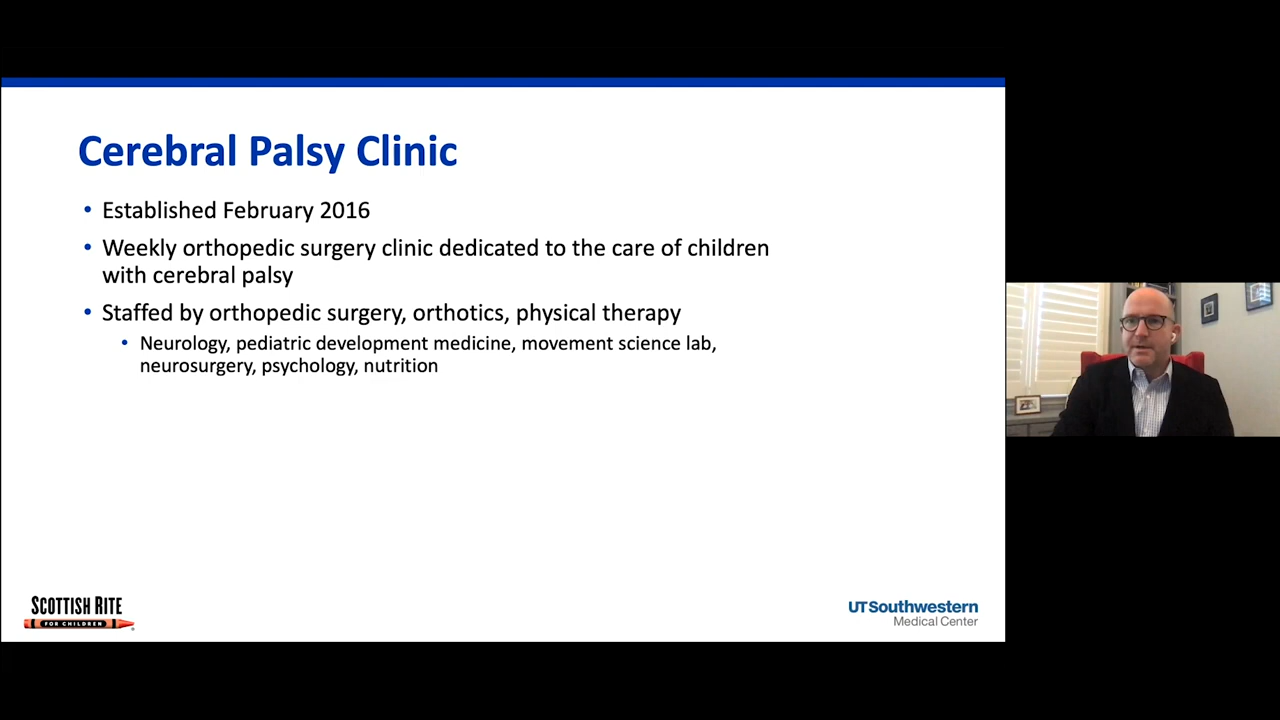 Cerebral Palsy Clinic
• Established February 2016
• Weekly orthopedic surgery clinic dedicated to the care of children
with cerebral palsy
• Staffed by orthopedic surgery, orthotics, physical therapy
• Neurology, pediatric development medicine, movement science lab,
neurosurgery, psychology, nutrition
SCOTTISH RITE
FOR CHILDREN
UTSouthwestern
Medical Center